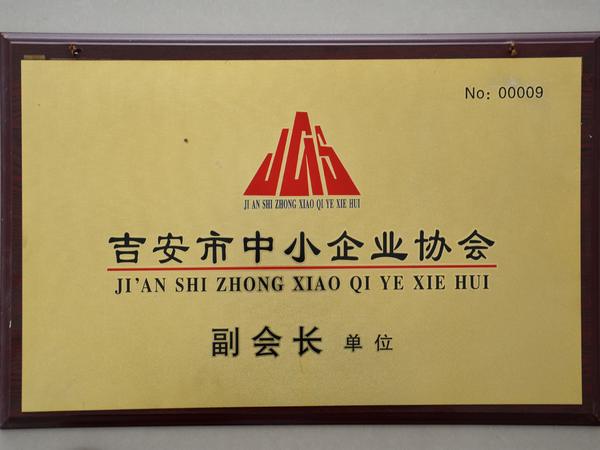 No: 00009
JGS
JI AN SHI ZHONG XIAO QI YE XIE HUI
吉安市中小企业协会
JI'AN SHI ZHONG XIAO QI YE XIE HUI
副会长 单位